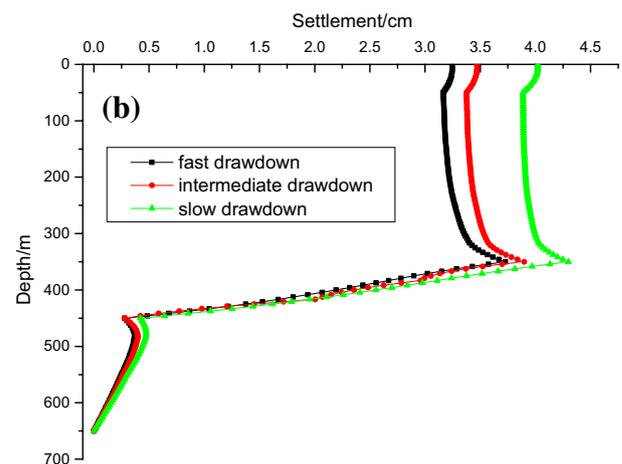 Settlement/cm
0.0 0.5 1.0 1.5 2.0 2.5 3.0 3.5 4.0 4.5
0
100
200
300
400
500
600
700
Depth/m
(b)
fast drawdown
intermediate drawdown
slow drawdown